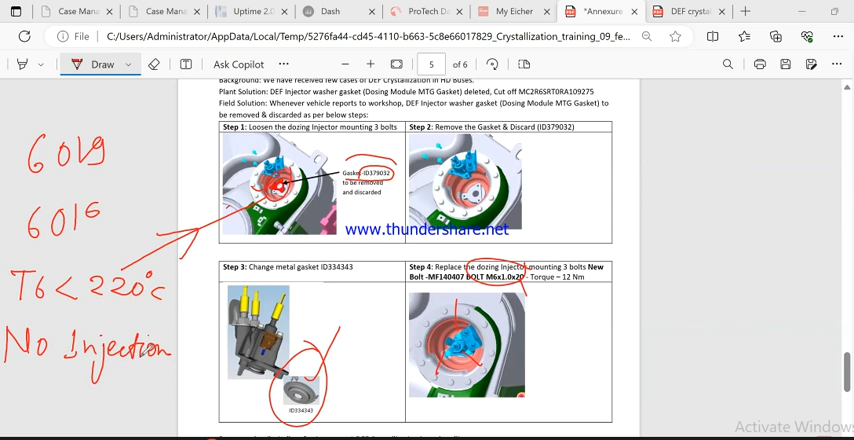 Case Mana
Case Mana
Uptime 2.0
Dash
ProTech Da
My Eicher
*Annexure
DEF crystal
File
C:/Users/Administrator/AppData/Local/Temp/5276fa44-cd45-4110-b663-5c8e66017829_Crystallization_training_09_fe...
Draw
Ask Copilot
5 of 6
Background: We have received few cases of DEF Crystallization in HD Buses.
Plant Solution: DEF Injector washer gasket (Dosing Module MTG Gasket) deleted, Cut off MC2R6SRT0RA109275
Field Solution: Whenever vehicle reports to workshop, DEF Injector washer gasket (Dosing Module MTG Gasket) to
be removed & discarded as per below steps:
Step 1: Loosen the dozing Injector mounting 3 bolts
Step 2: Remove the Gasket & Discard (ID379032)
Gasket-ID379032
to be removed
and discarded
www.thundershare.net
Step 3: Change metal gasket ID334343
Step 4: Replace the dozing Injector mounting 3 bolts New
Bolt -MF140407 BOLT M6x1.0x20 - Torque – 12 Nm
ID334343
6019
6016
T6 < 220°c
No Injection
Activate Windows